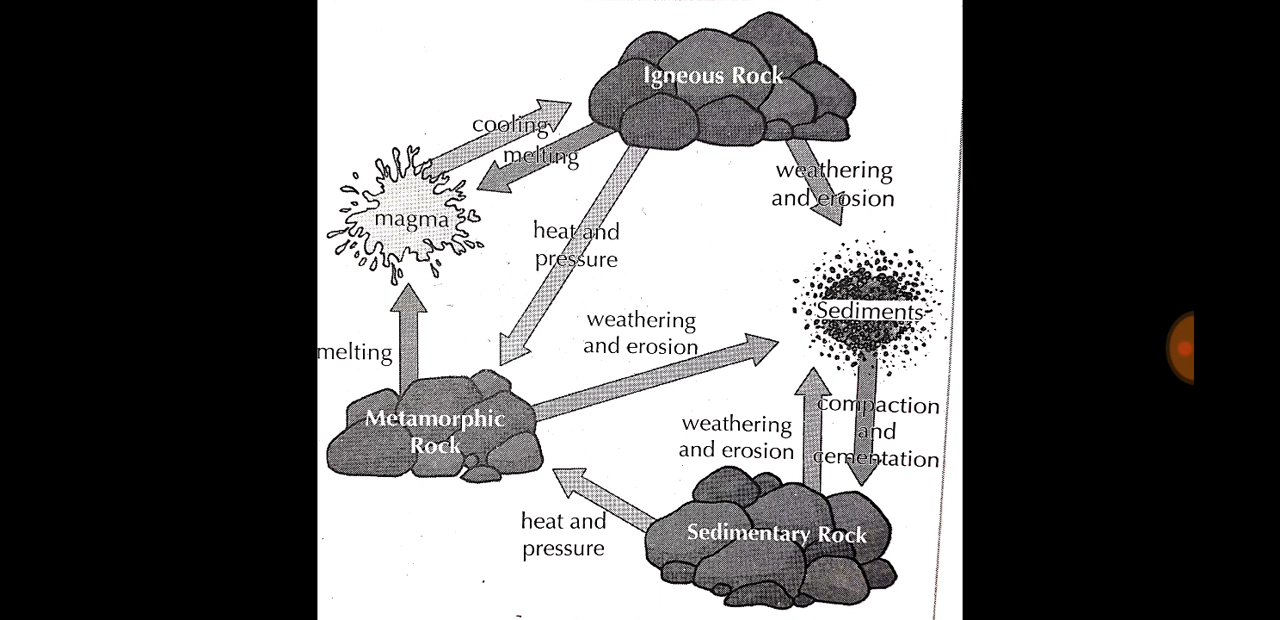 Igneous Rock
cooling
melting
weathering
and erosion
magma
heat and
pressure
Sediments
weathering
and erosion
melting
compaction
and
cementation
Metamorphic
Rock
weathering
and erosion
heat and
pressure
Sedimentary Rock